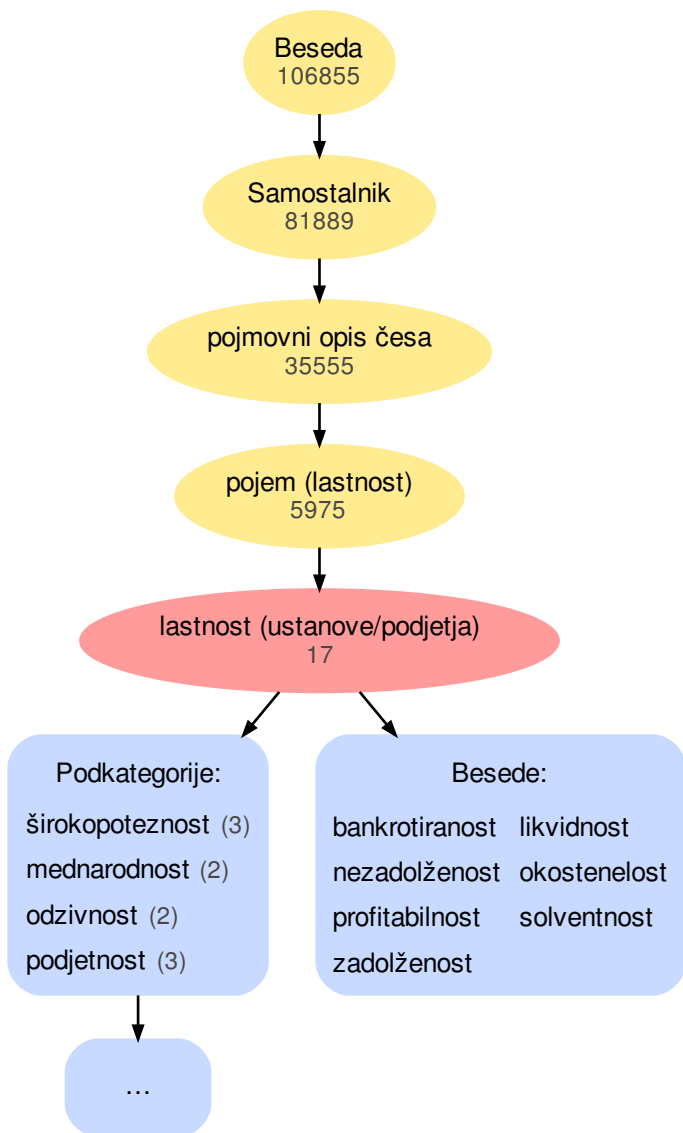 Beseda
106855
Samostalnik
81889
pojmovni opis česa
35555
pojem (lastnost)
5975
lastnost (ustanove/podjetja)
17
Podkategorije:
širokopoteznost (3)
mednarodnost (2)
odzivnost (2)
podjetnost (3)
Besede:
bankrotiranost likvidnost
nezadolženost okostenelost
profitabilnost solventnost
zadolženost
...